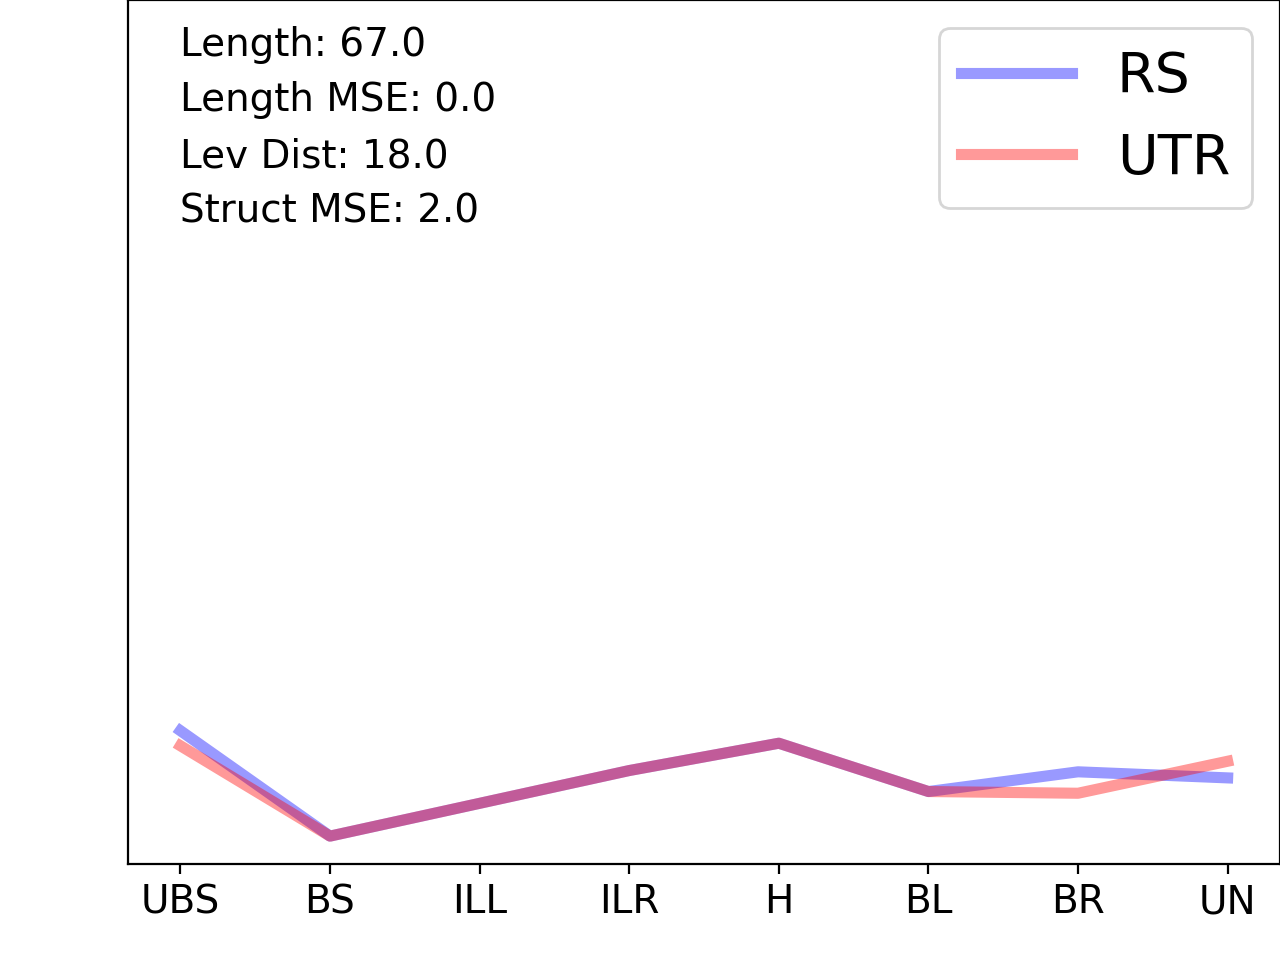 Length: 67.0
Length MSE: 0.0
Lev Dist: 18.0
Struct MSE: 2.0
RS
UTR
UBS BS ILL ILR H BL BR UN